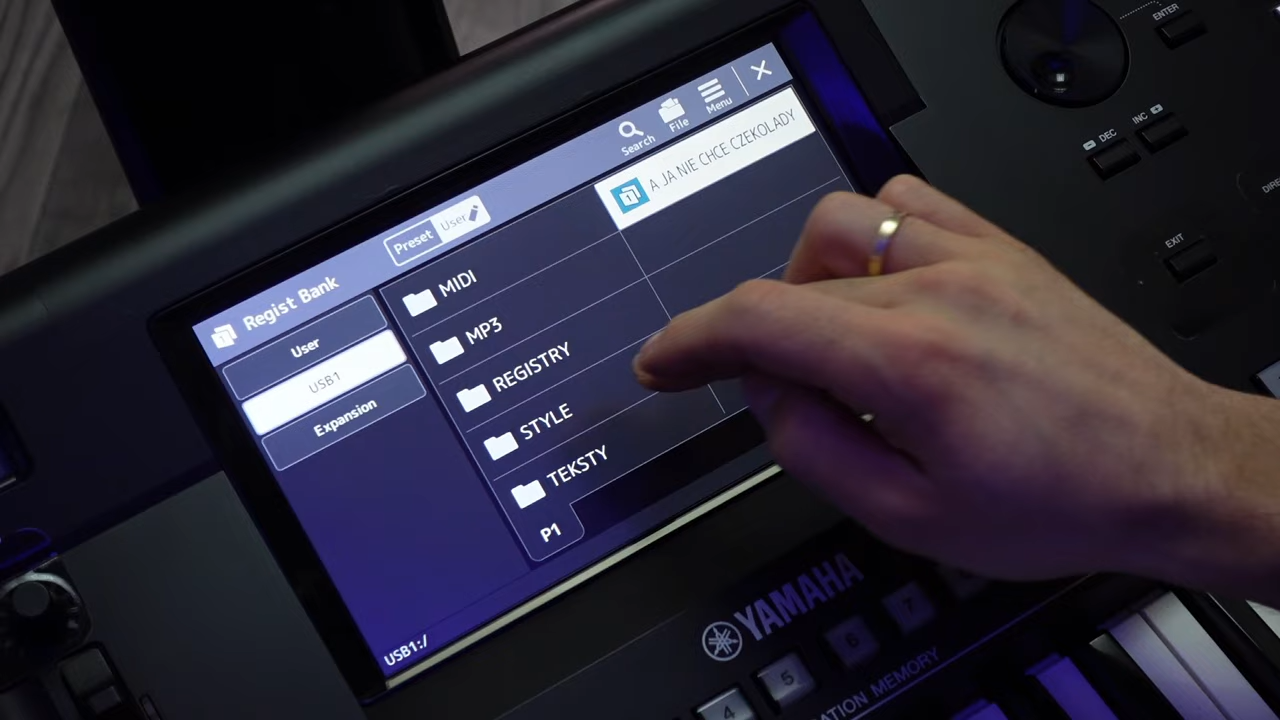 ENTER
INC
DEC
EXIT
Search
File
Menu
Preset
User
Regist Bank
User
USB1
Expansion
MIDI
MP3
REGISTRY
STYLE
TEKSTY
P1
A JA NIE CHCE CZEKOLADY
1
USB1:/
YAMAHA
4
5
6
7